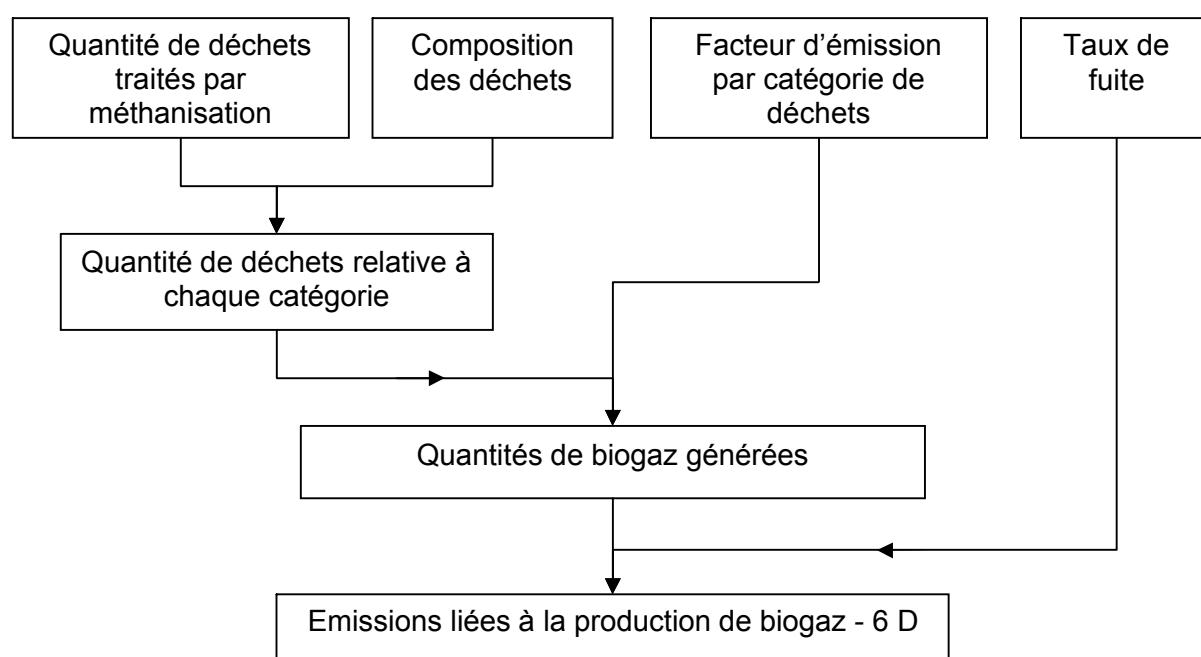 Quantité de déchets
traités par
méthanisation
Composition
des déchets
Facteur d'émission
par catégorie de
déchets
Taux de
fuite
Quantité de déchets relative à
chaque catégorie
Quantités de biogaz générées
Emissions liées à la production de biogaz - 6 D